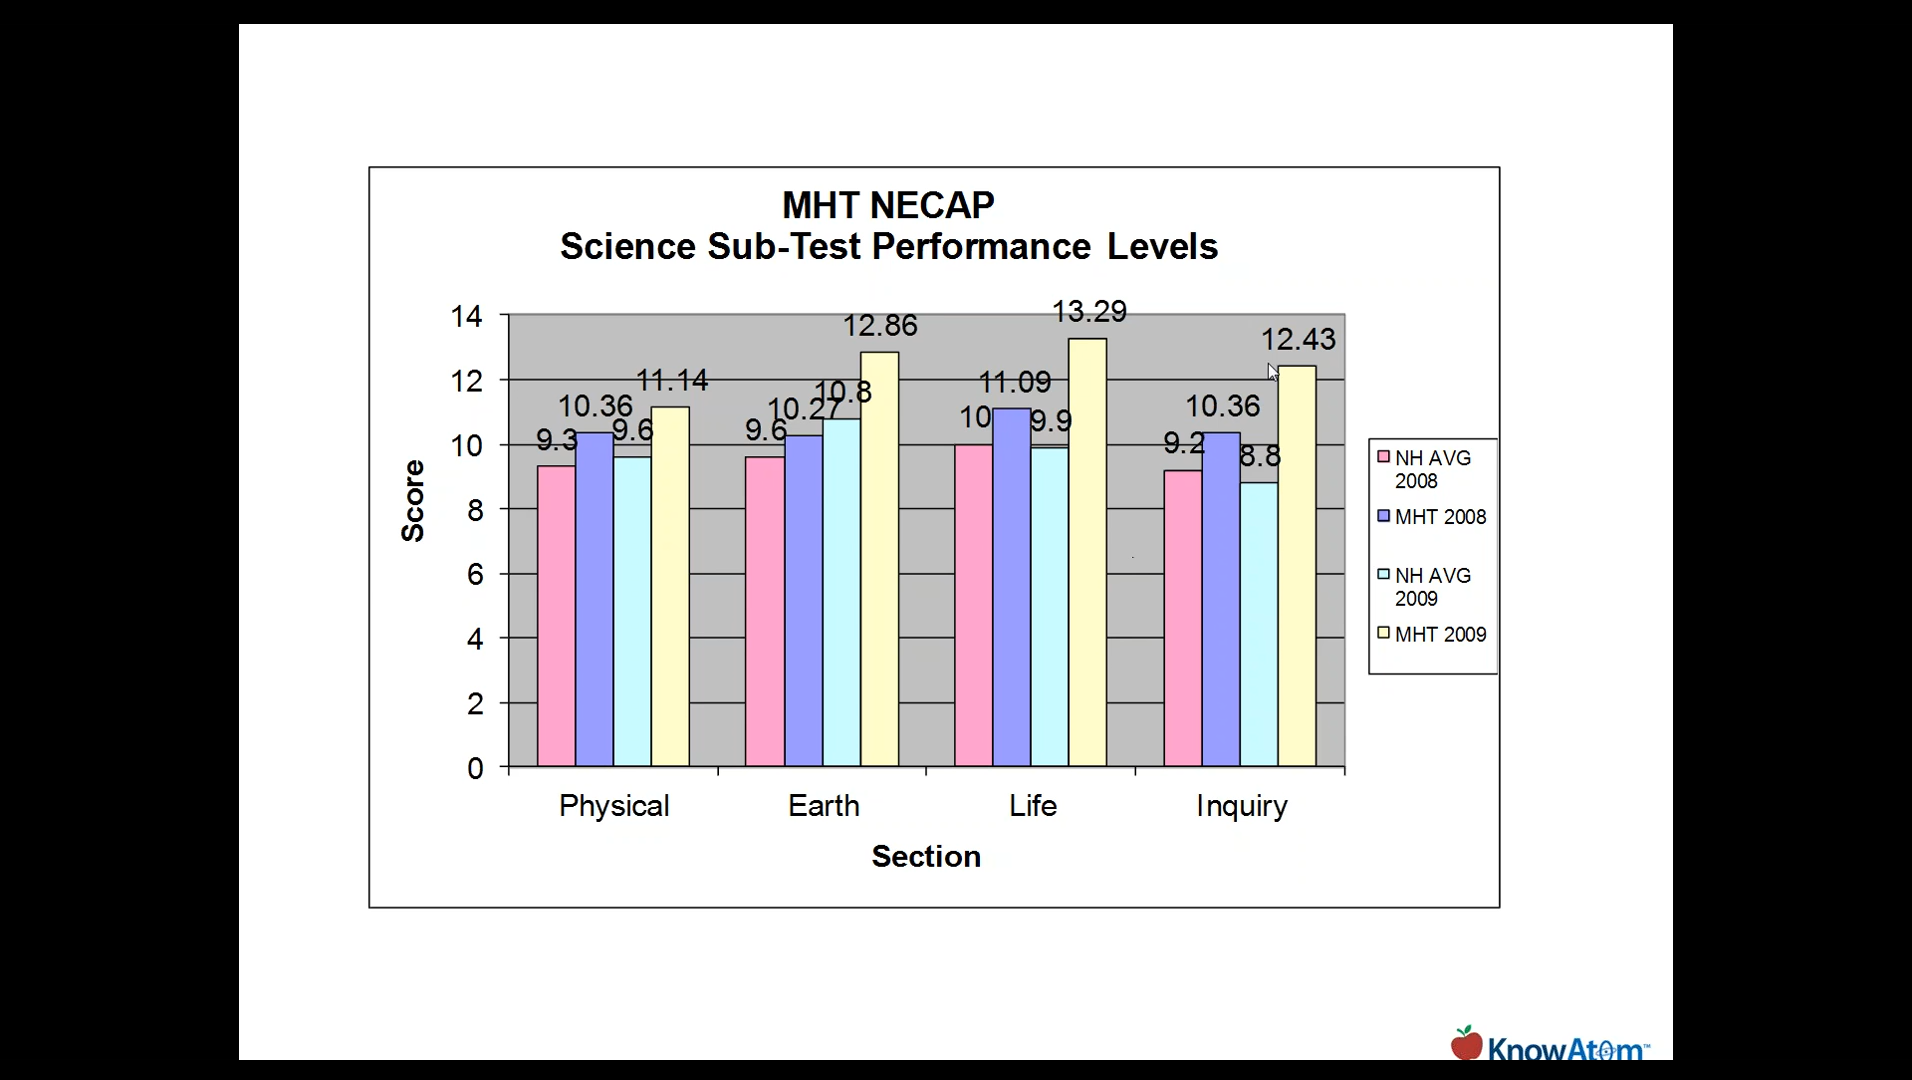 MHT NECAP
Science Sub-Test Performance Levels
14
12
10
8
6
4
2
0
Score
9.3
10.36
9.6
11.14
9.6
10.27
10.8
12.86
10
11.09
9.9
13.29
9.2
10.36
8.8
12.43
Physical
Earth
Life
Inquiry
Section
NH AVG
2008
MHT 2008
NH AVG
2009
MHT 2009
KnowAtom™